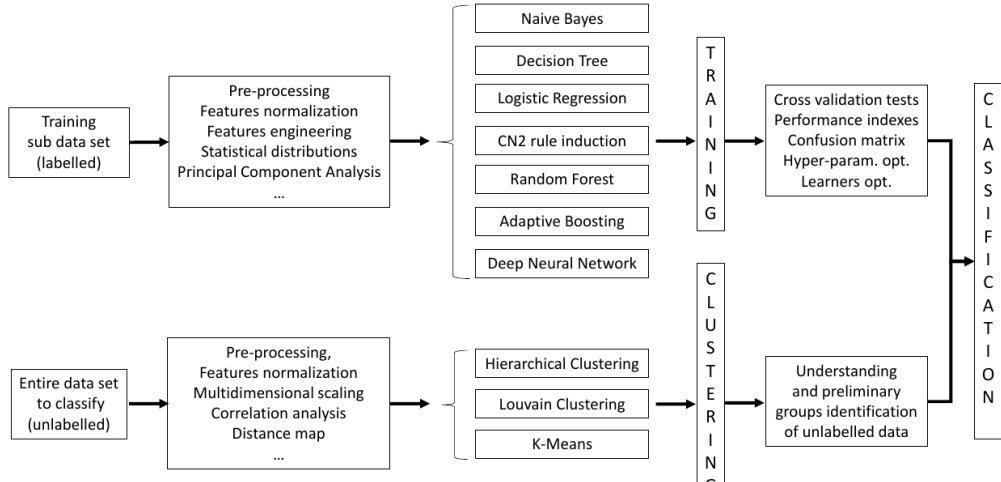 Training
sub data set
(labelled)
Pre-processing
Features normalization
Features engineering
Statistical distributions
Principal Component Analysis
...
Naive Bayes
Decision Tree
Logistic Regression
CN2 rule induction
Random Forest
Adaptive Boosting
Deep Neural Network
T
R
A
I
N
I
N
G
Cross validation tests
Performance indexes
Confusion matrix
Hyper-param. opt.
Learners opt.
Entire data set
to classify
(unlabelled)
Pre-processing,
Features normalization
Multidimensional scaling
Correlation analysis
Distance map
...
Hierarchical Clustering
Louvain Clustering
K-Means
C
L
U
S
T
E
R
I
N
G
Understanding
and preliminary
groups identification
of unlabelled data
C
L
A
S
S
I
F
I
C
A
T
I
O
N